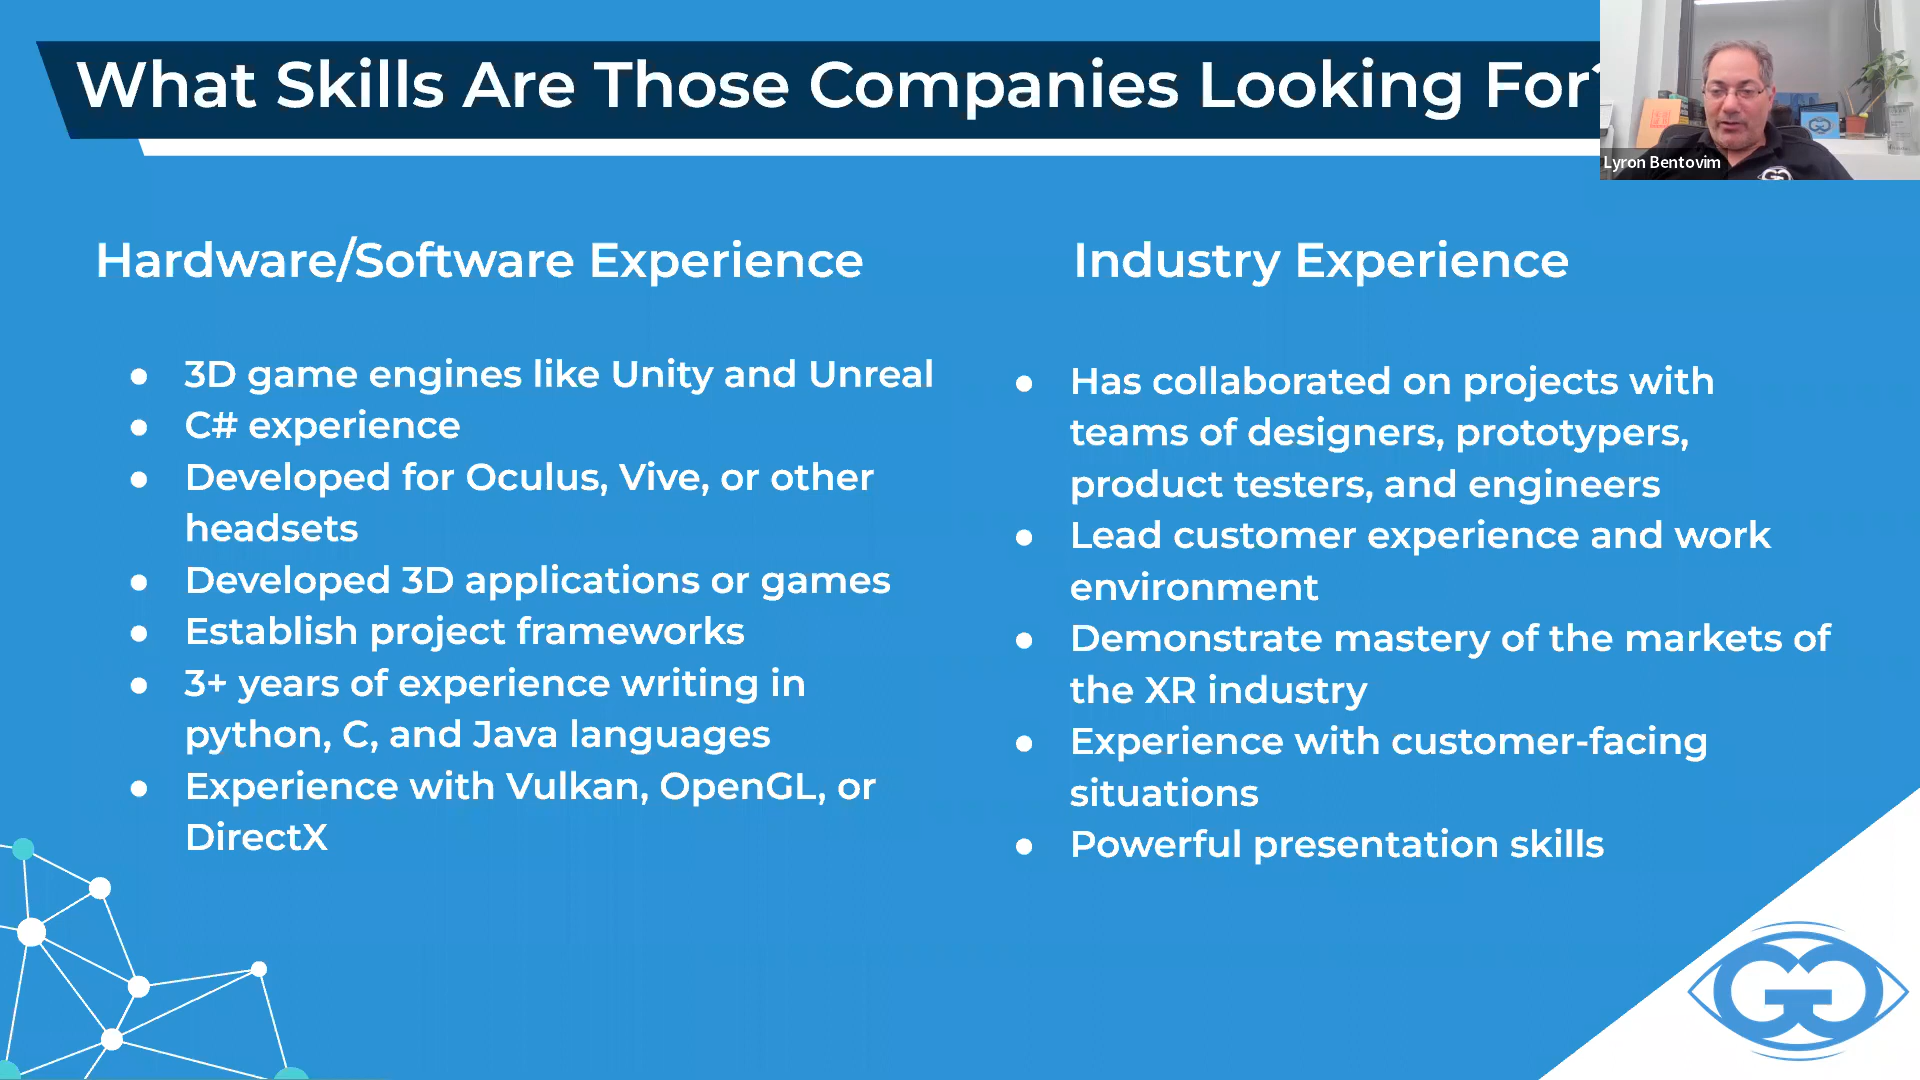 What Skills Are Those Companies Looking For?
Lyron Bentovim
Hardware/Software Experience
● 3D game engines like Unity and Unreal
● C# experience
● Developed for Oculus, Vive, or other
headsets
● Developed 3D applications or games
● Establish project frameworks
● 3+ years of experience writing in
python, C, and Java languages
● Experience with Vulkan, OpenGL, or
DirectX
Industry Experience
● Has collaborated on projects with
teams of designers, prototypers,
product testers, and engineers
● Lead customer experience and work
environment
● Demonstrate mastery of the markets of
the XR industry
● Experience with customer-facing
situations
● Powerful presentation skills